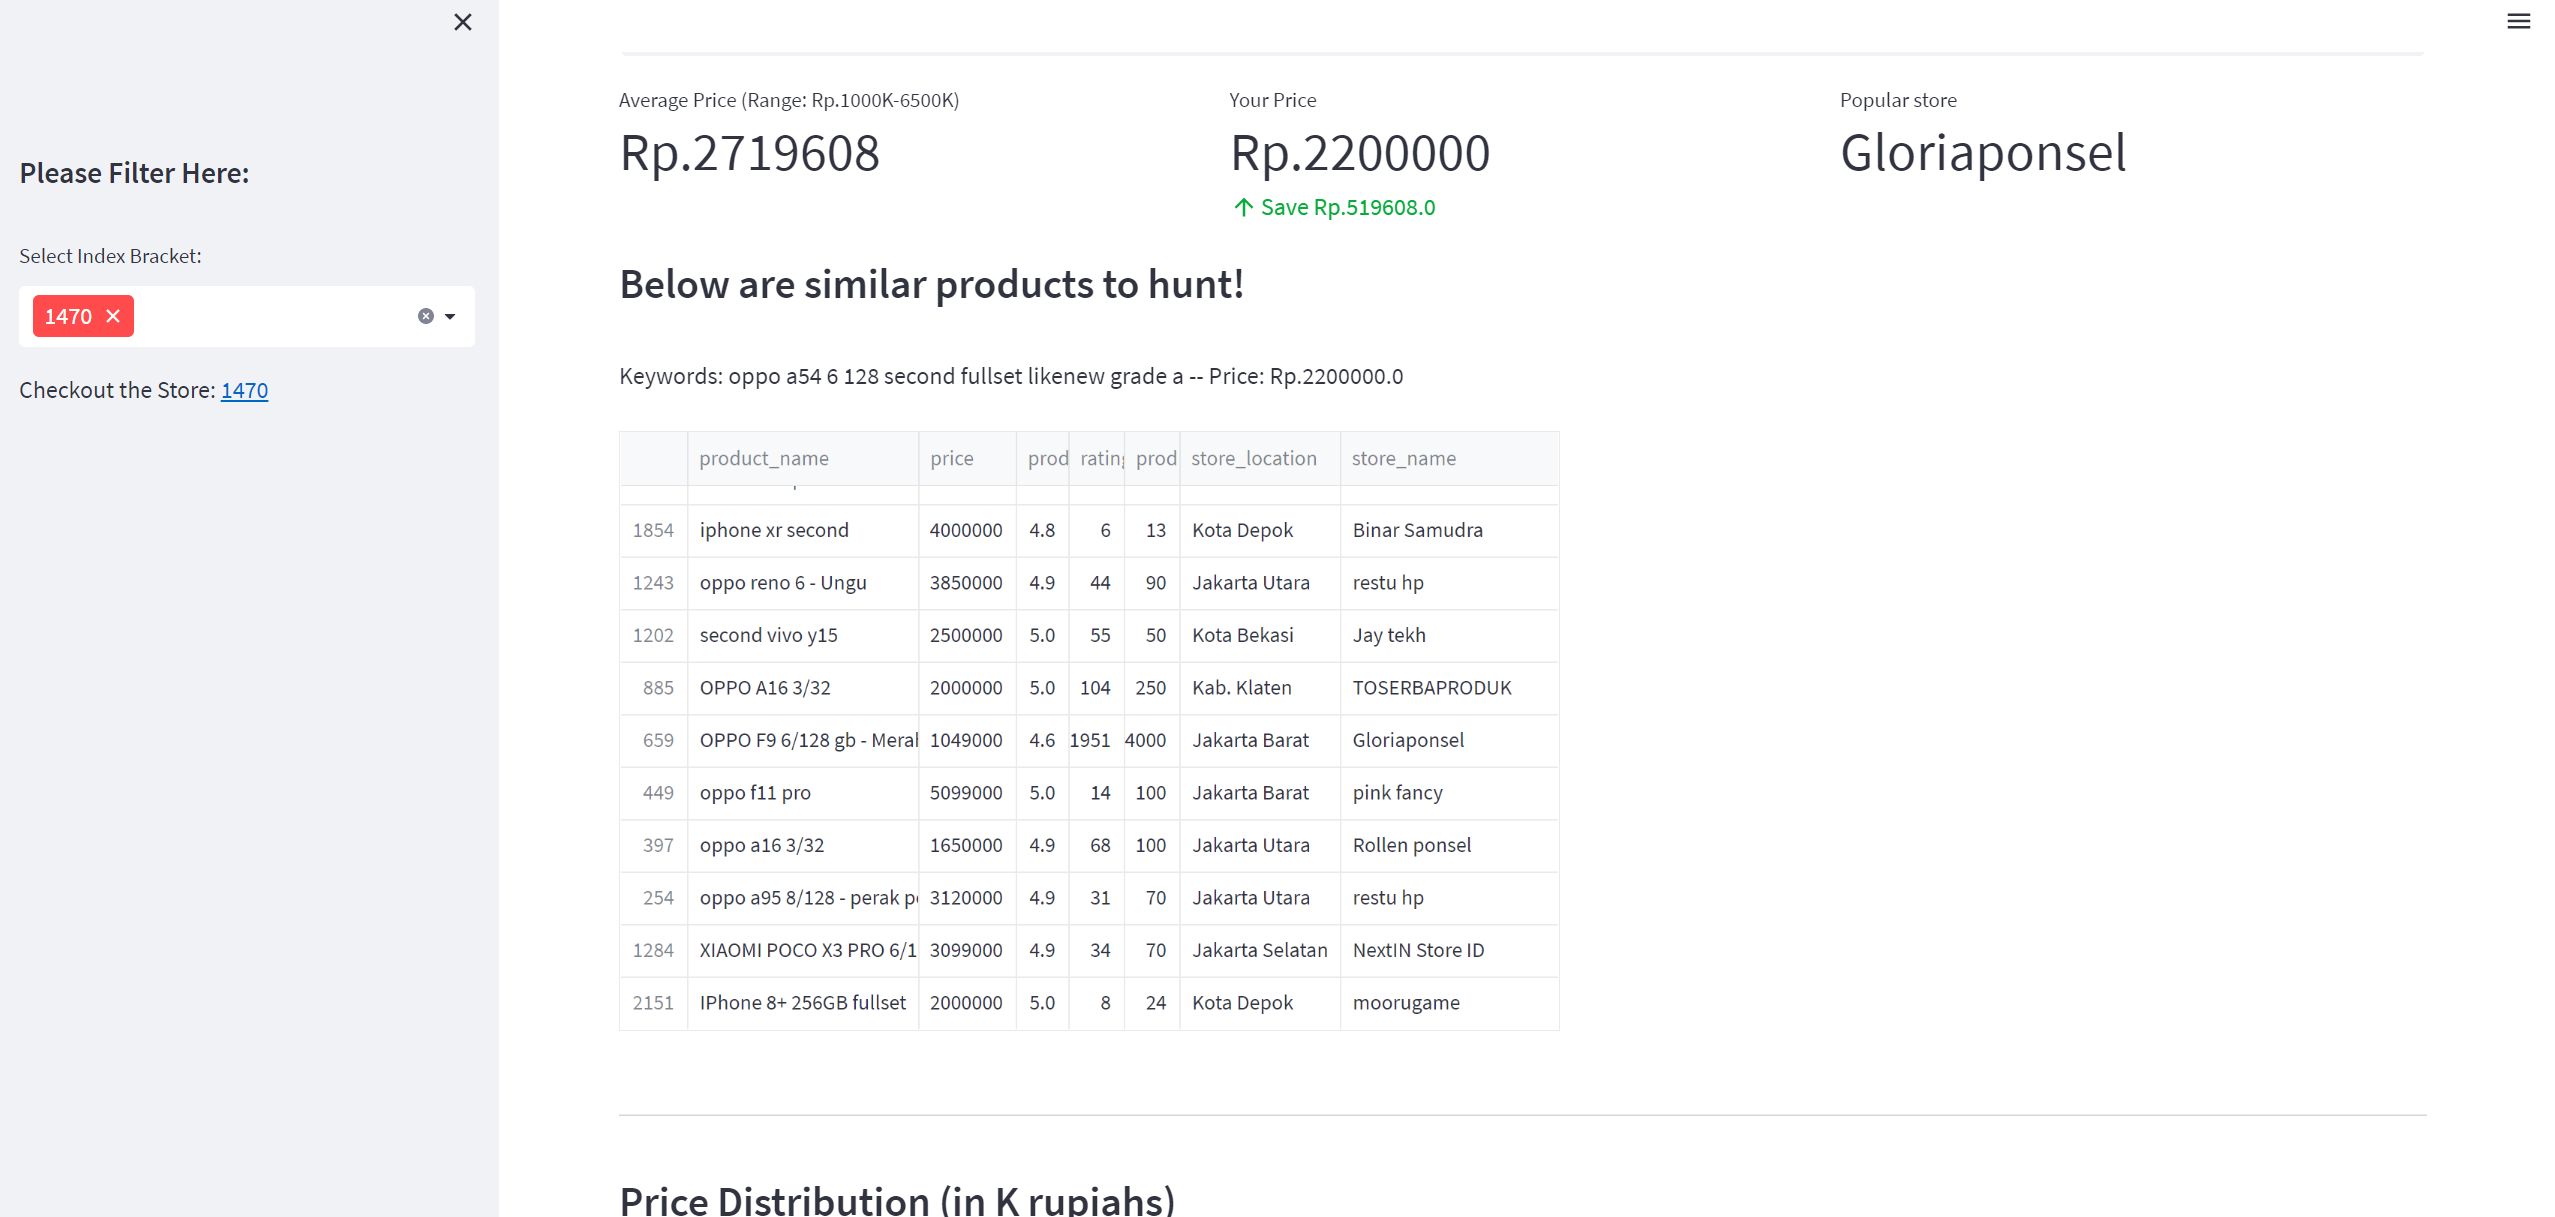 Please Filter Here:
Select Index Bracket:
1470
Checkout the Store: 1470
Average Price (Range: Rp.1000K-6500K)
Rp.2719608
Your Price
Rp.2200000
Save Rp.519608.0
Popular store
Gloriaponsel
Below are similar products to hunt!
Keywords: oppo a54 6 128 second fullset likenew grade a -- Price: Rp.2200000.0
product_name price prod rating prod store_location store_name
1854 iphone xr second 4000000 4.8 6 13 Kota Depok Binar Samudra
1243 oppo reno 6 - Ungu 3850000 4.9 44 90 Jakarta Utara restu hp
1202 second vivo y15 2500000 5.0 55 50 Kota Bekasi Jay tekh
885 OPPO A16 3/32 2000000 5.0 104 250 Kab. Klaten TOSERBAPRODUK
659 OPPO F9 6/128 gb - Merah 1049000 4.6 1951 4000 Jakarta Barat Gloriaponsel
449 oppo f11 pro 5099000 5.0 14 100 Jakarta Barat pink fancy
397 oppo a16 3/32 1650000 4.9 68 100 Jakarta Utara Rollen ponsel
254 oppo a95 8/128 - perak p 3120000 4.9 31 70 Jakarta Utara restu hp
1284 XIAOMI POCO X3 PRO 6/1 3099000 4.9 34 70 Jakarta Selatan NextIN Store ID
2151 IPhone 8+ 256GB fullset 2000000 5.0 8 24 Kota Depok moorugame
Price Distribution (in K rupiahs)